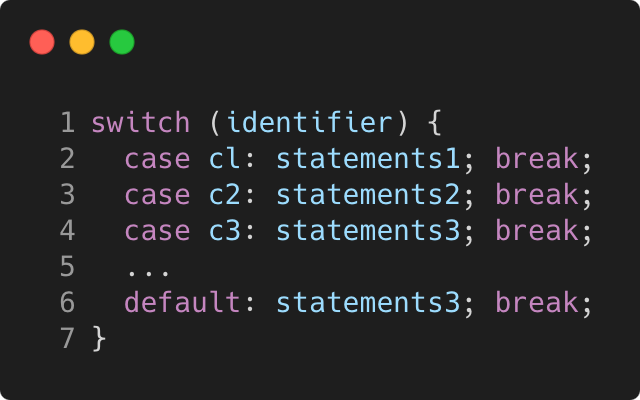 1 switch (identifier) {
2   case cl: statements1; break;
3   case c2: statements2; break;
4   case c3: statements3; break;
5   ...
6   default: statements3; break;
7 }